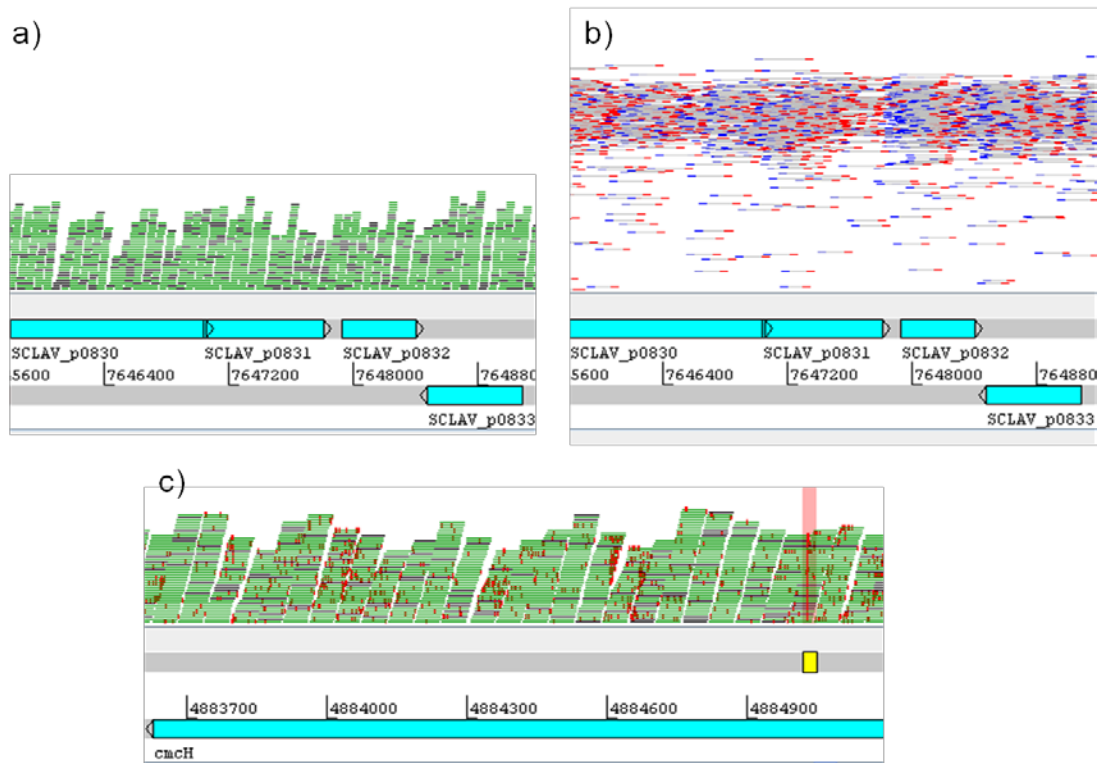 a)
SCLAV_p0830 SCLAV_p0831 SCLAV_p0832
5600 7646400 7647200 7648000 764880
SCLAV_p0833
b)
SCLAV_p0830 SCLAV_p0831 SCLAV_p0832
5600 7646400 7647200 7648000 764880
SCLAV_p0833
c)
4883700 4884000 4884300 4884600 4884900
cmcH